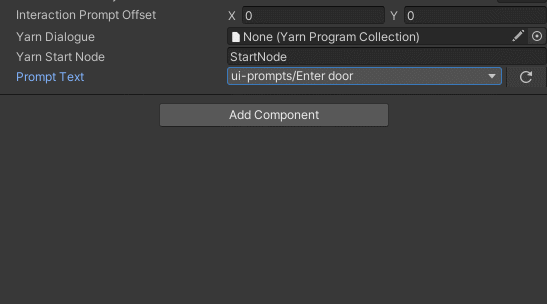 Interaction Prompt Offset X 0 Y 0
Yarn Dialogue None (Yarn Program Collection)
Yarn Start Node StartNode
Prompt Text ui-prompts/Enter door
Add Component